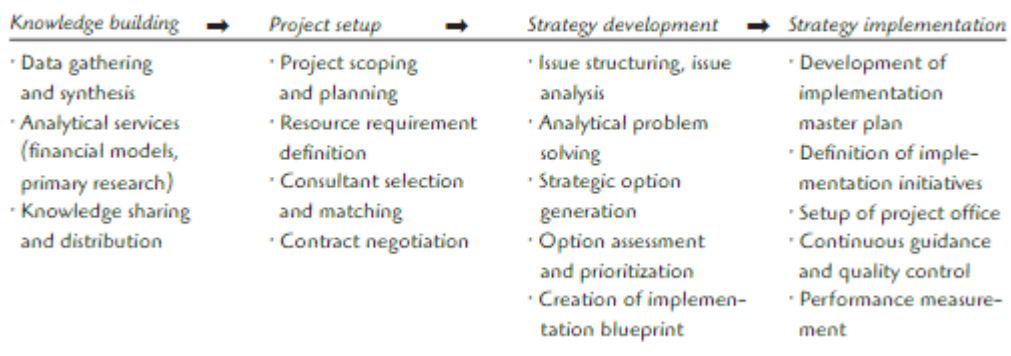 Knowledge building ➡ Project setup ➡ Strategy development ➡ Strategy implementation
· Data gathering
and synthesis
· Analytical services
(financial models,
primary research)
· Knowledge sharing
and distribution
· Project scoping
and planning
· Resource requirement
definition
· Consultant selection
and matching
· Contract negotiation
· Issue structuring, issue
analysis
· Analytical problem
solving
· Strategic option
generation
· Option assessment
and prioritization
· Creation of implemen-
tation blueprint
· Development of
implementation
master plan
· Definition of imple-
mentation initiatives
· Setup of project office
· Continuous guidance
and quality control
· Performance measure-
ment